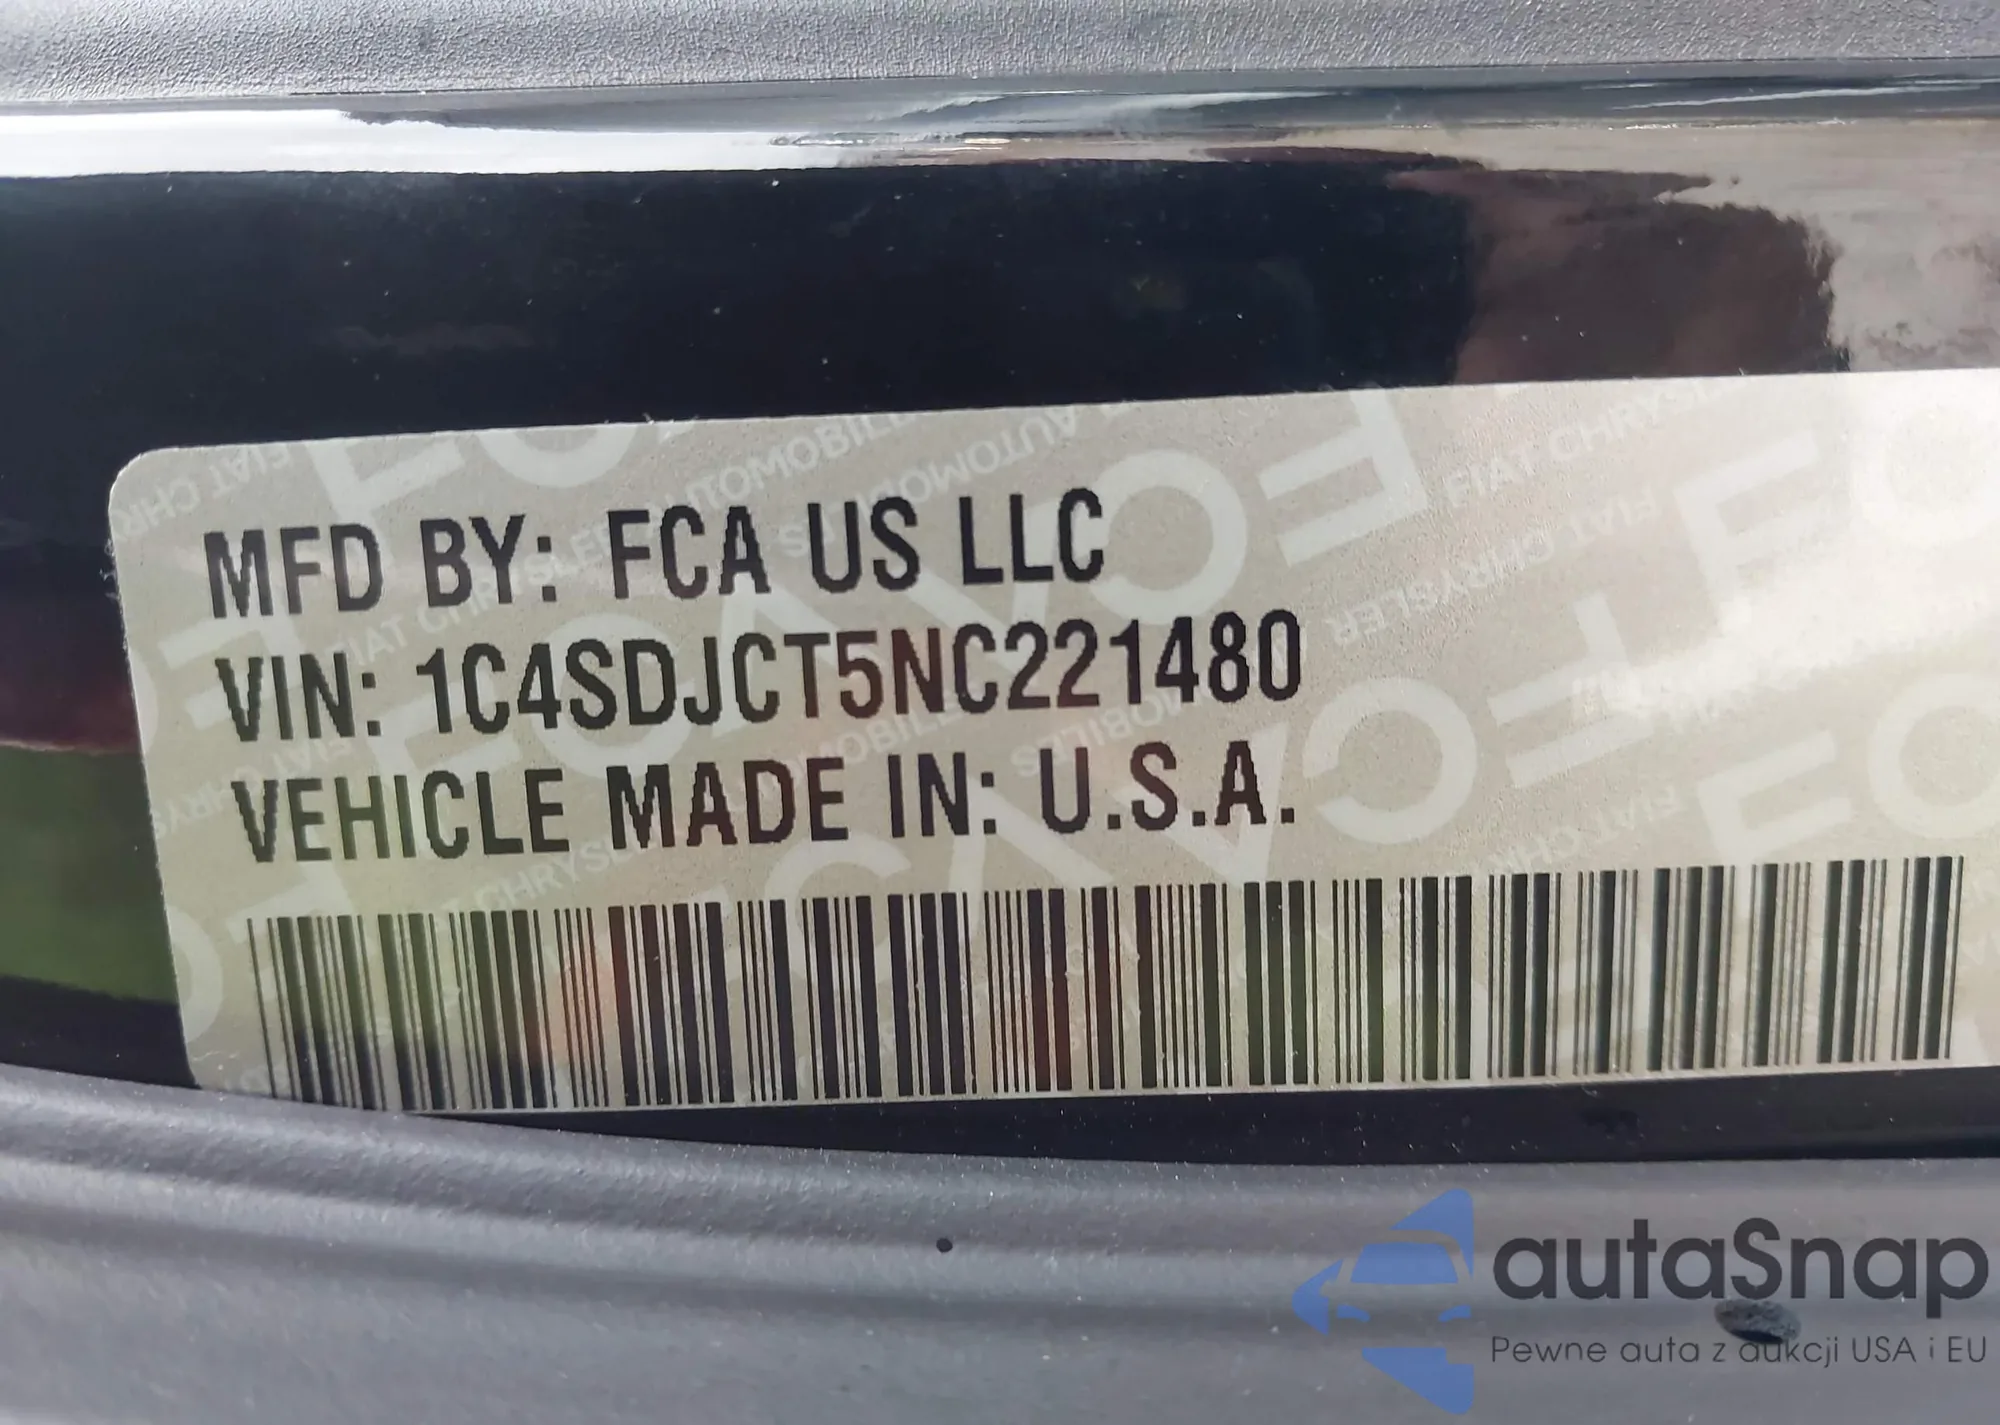 MFD BY: FCA US LLC
VIN: 1C4SDJCT5NC221480
VEHICLE MADE IN: U.S.A.
autaSnap
Pewne auta z aukcji USA i EU